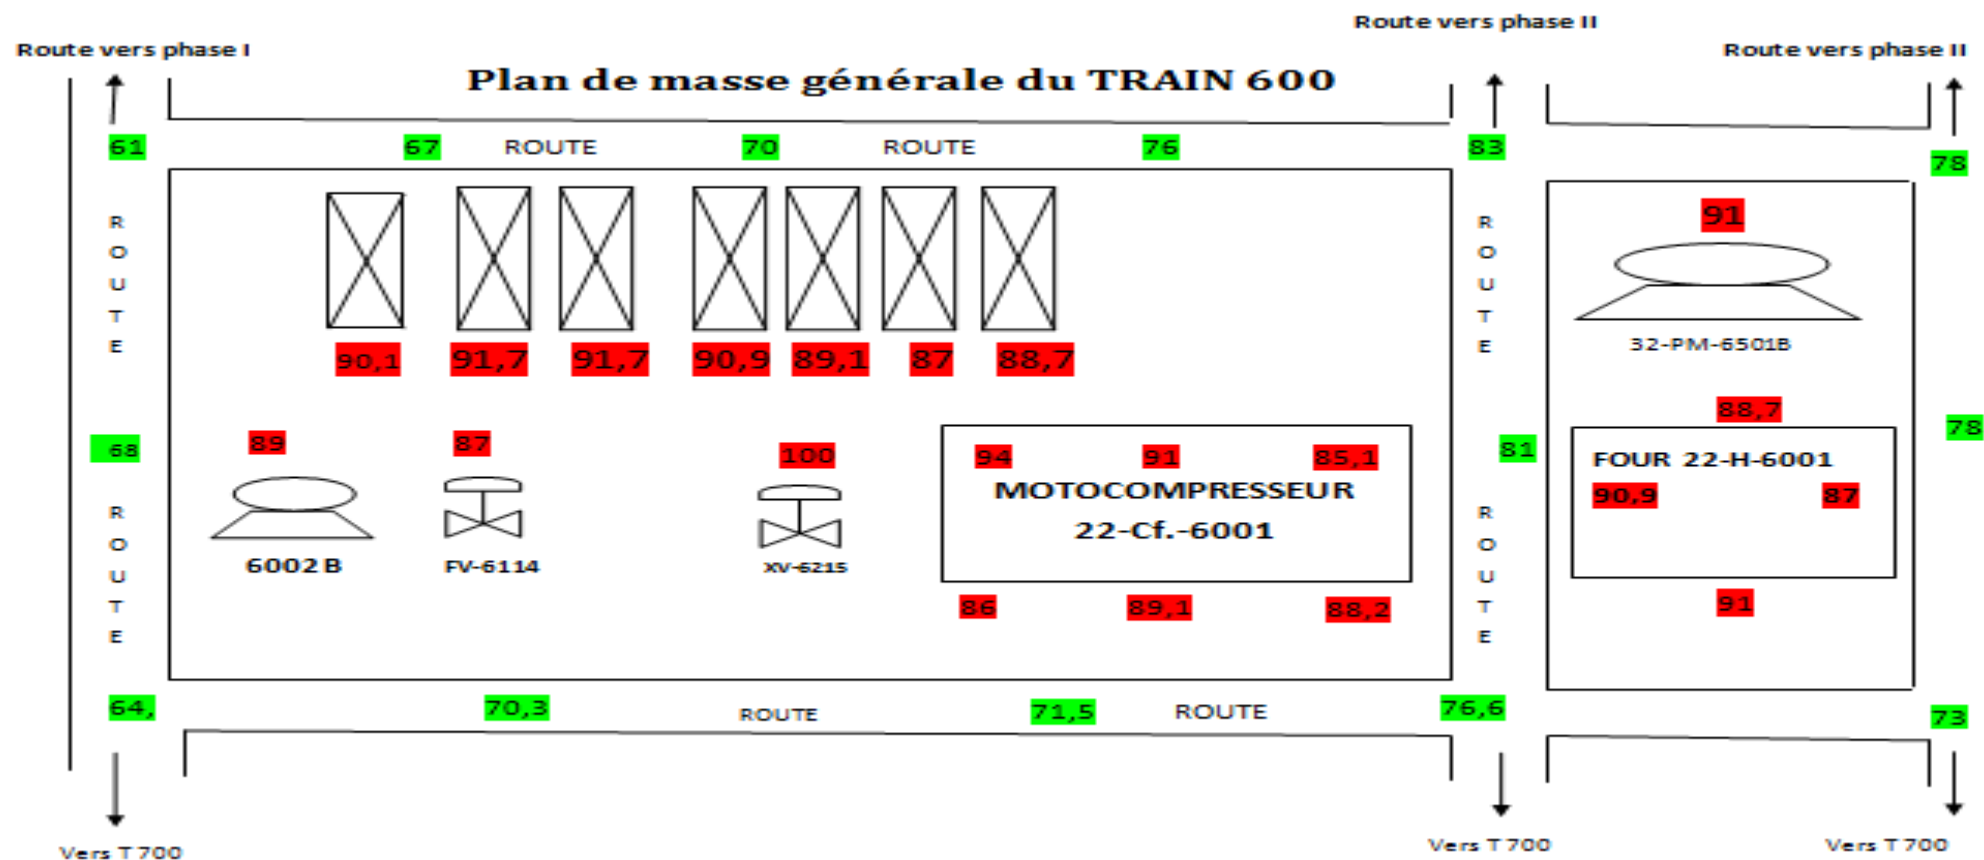 Route vers phase II
Route vers phase I
Route vers phase II
Plan de masse générale du TRAIN 600
61
67
ROUTE
70
ROUTE
76
83
78
ROUTE
ROUTE
91
32-PM-6501B
90,1
91,7
91,7
90,9
89,1
87
88,7
88,7
68
89
87
100
94
91
85,1
81
78
MOTOCOMPRESSEUR
22-Cf.-6001
FOUR 22-H-6001
90,9
87
ROUTE
ROUTE
6002 B
FV-6114
XV-6215
86
89,1
88,2
91
64,
70,3
ROUTE
71,5
ROUTE
76,6
73
Vers T 700
Vers T 700
Vers T 700